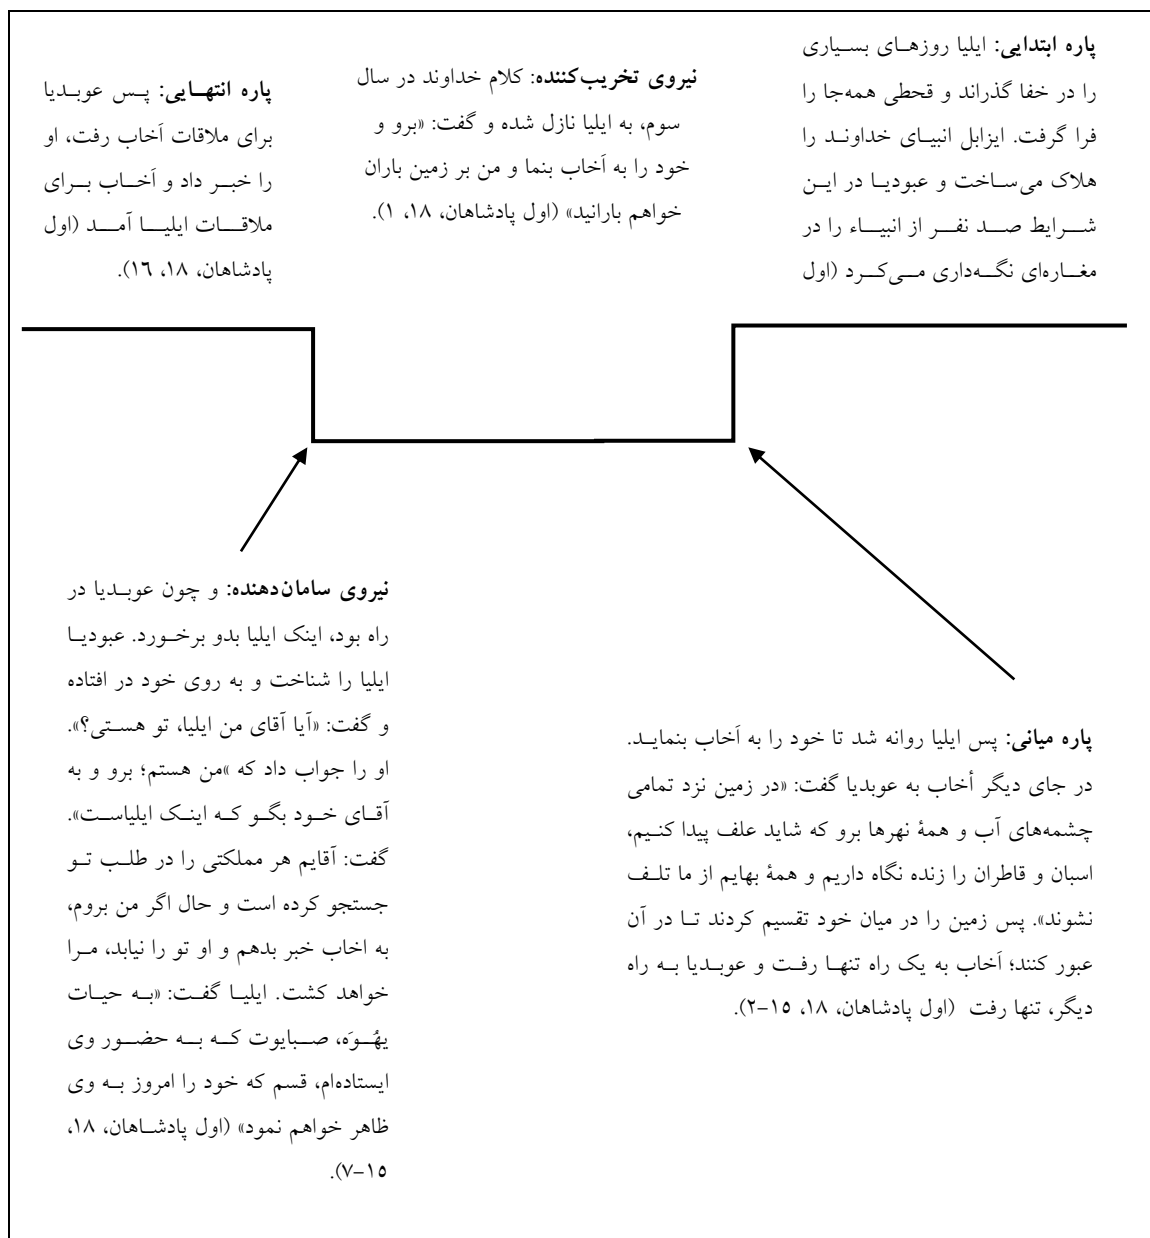 پاره ابتدایی: ایلیا روزهای بسیاری
را در خفا گذراند و قحطی همه‌جا را
فرا گرفت. ایزابل انبیای خداوند را
هلاک می‌ساخت و عبودیا در این
شرایط صد نفر از انبیاء را در
مغاره‌ای نگه‌داری می‌کرد (اول
نیروی تخریب‌کننده: کلام خداوند در سال
سوم، به ایلیا نازل شده و گفت: «برو و
خود را به اَخاب بنما و من بر زمین باران
خواهم بارانید» (اول پادشاهان، ۱۸، ۱).
پاره انتهایی: پس عوبدیا
برای ملاقات اَخاب رفت، او
را خبر داد و اَخاب برای
ملاقات ایلیا آمد (اول
پادشاهان، ۱۸، ۱۶).
نیروی سامان‌دهنده: و چون عوبدیا در
راه بود، اینک ایلیا بدو برخورد. عبودیا
ایلیا را شناخت و به روی خود در افتاده
و گفت: «آیا آقای من ایلیا، تو هستی؟».
او را جواب داد که »من هستم؛ برو و به
آقای خود بگو که اینک ایلیاست».
گفت: آقایم هر مملکتی را در طلب تو
جستجو کرده است و حال اگر من بروم،
به اخاب خبر بدهم و او تو را نیابد، مرا
خواهد کشت. ایلیا گفت: «به حیات
یهُوَه، صبایوت که به حضور وی
ایستاده‌ام، قسم که خود را امروز به وی
ظاهر خواهم نمود» (اول پادشاهان، ۱۸،
۱۵–۷).
پاره میانی: پس ایلیا روانه شد تا خود را به اَخاب بنماید.
در جای دیگر أخاب به عوبدیا گفت: «در زمین نزد تمامی
چشمه‌های آب و همۀ نهرها برو که شاید علف پیدا کنیم،
اسبان و قاطران را زنده نگاه داریم و همۀ بهایم از ما تلف
نشوند». پس زمین را در میان خود تقسیم کردند تا در آن
عبور کنند؛ اَخاب به یک راه تنها رفت و عوبدیا به راه
دیگر، تنها رفت (اول پادشاهان، ۱۸، ۱۵–۲).